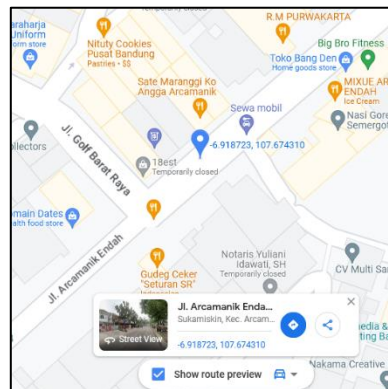 R.M PURWAKARTA
araharja
Uniform
form store
Nituty Cookies
Pusat Bandung
Pastries • $$
Big Bro Fitness
Toko Bang Den
Home goods store
Sate Maranggi Ko
Angga Arcamanik
MIXUE AR
ENDAH
Ice Cream
Sewa mobil
Nasi Gore
Semergot
-6.918723, 107.674310
Jl. Golf Barat Raya
ollectors
18est
Temporarily closed
main Dates
alth food store
Notaris Yuliani
Idawati, SH
Temporarily closed
Jl. Arcamanik Endah
Gudeg Ceker
"Seturan SR"
CV Multi Sa
Jl. Arcamanik Enda...
Sukamiskin, Kec. Arcam...
Street View
-6.918723, 107.674310
edia &
ting Ba
Show route preview
Nakama Creative